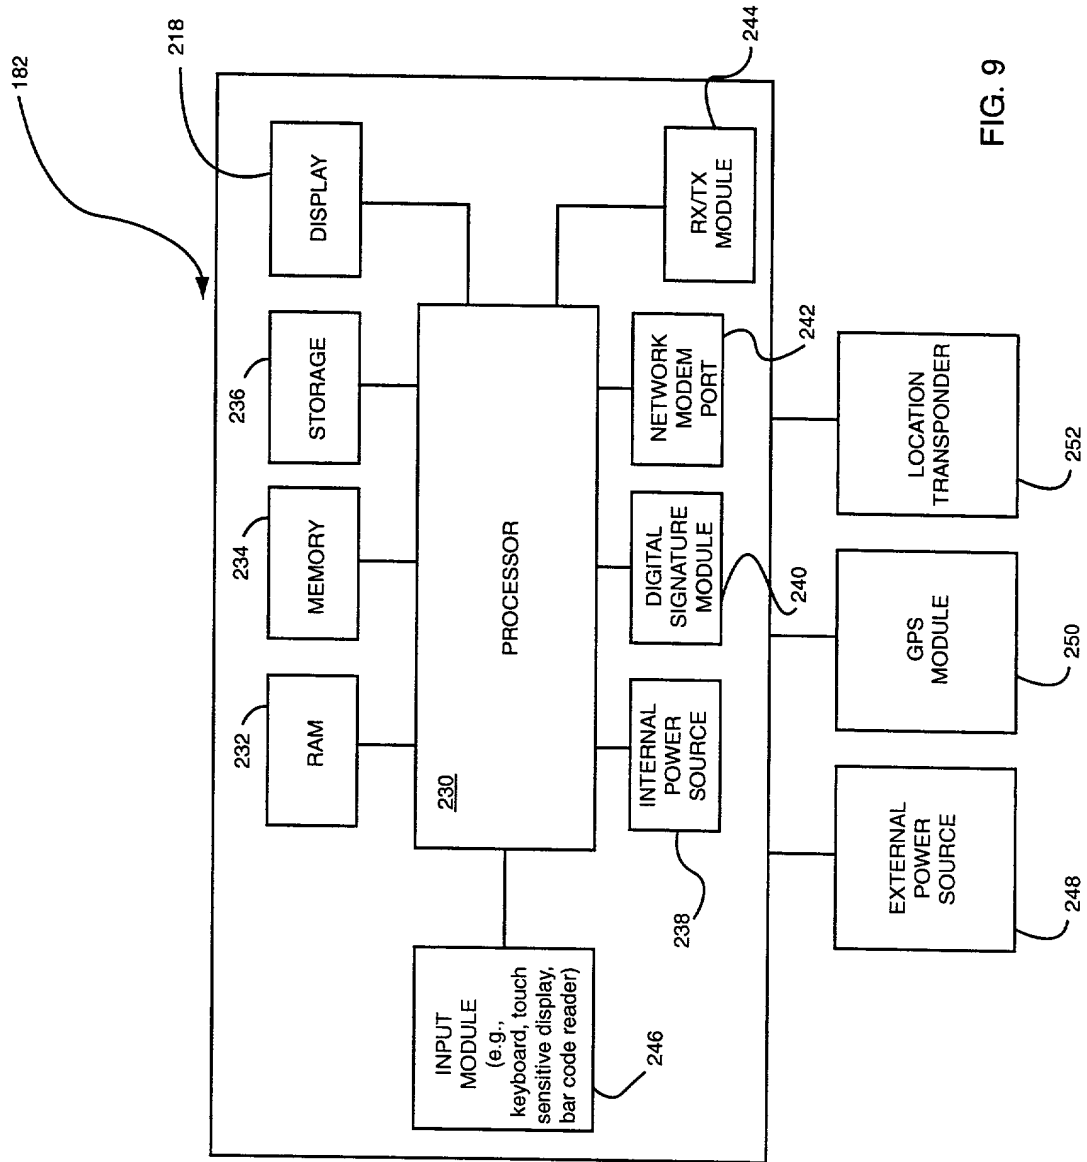 182
232
RAM
234
MEMORY
236
STORAGE
218
DISPLAY
INPUT
MODULE
(e.g.,
keyboard, touch
sensitive display,
bar code reader)
246
230
PROCESSOR
INTERNAL
POWER
SOURCE
238
DIGITAL
SIGNATURE
MODULE
240
NETWORK
MODEM
PORT
242
RX/TX
MODULE
244
EXTERNAL
POWER
SOURCE
248
GPS
MODULE
250
LOCATION
TRANSPONDER
252
FIG. 9